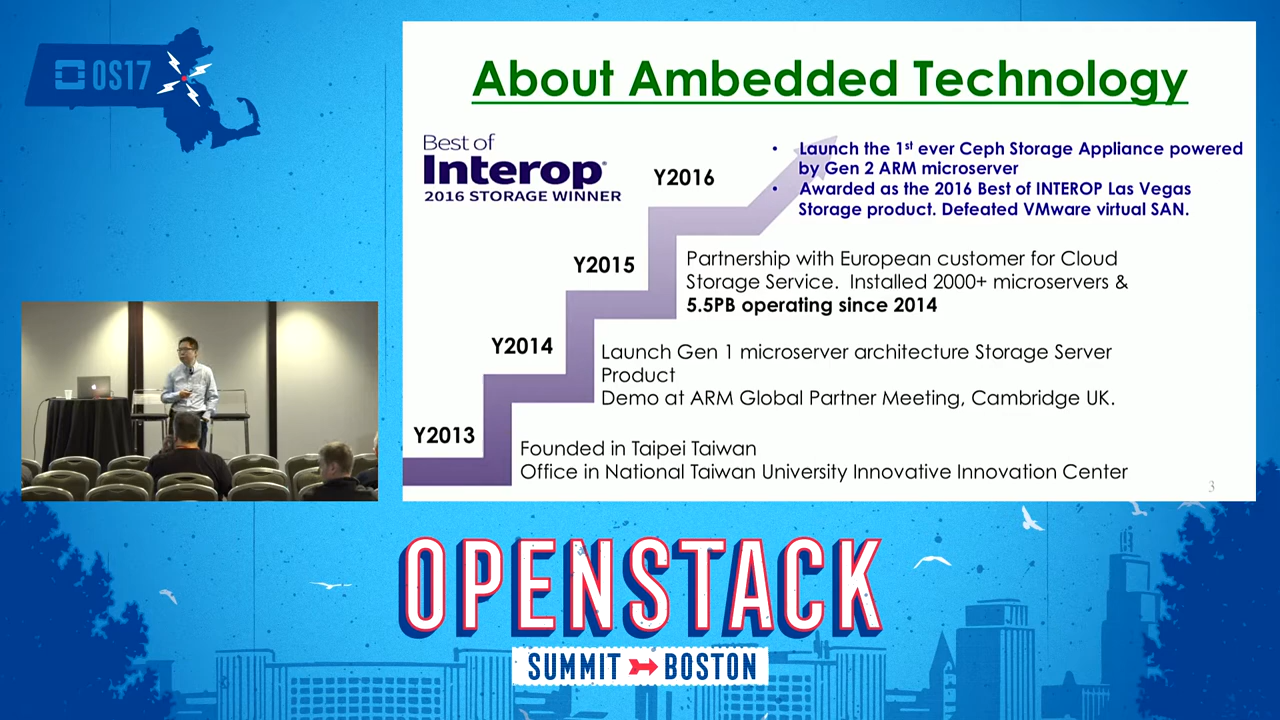 OS17
About Ambedded Technology
Best of
Interop®
2016 STORAGE WINNER
Y2016
• Launch the 1st ever Ceph Storage Appliance powered
by Gen 2 ARM microserver
• Awarded as the 2016 Best of INTEROP Las Vegas
Storage product. Defeated VMware virtual SAN.
Y2015
Partnership with European customer for Cloud
Storage Service. Installed 2000+ microservers &
5.5PB operating since 2014
Y2014
Launch Gen 1 microserver architecture Storage Server
Product
Demo at ARM Global Partner Meeting, Cambridge UK.
Y2013
Founded in Taipei Taiwan
Office in National Taiwan University Innovative Innovation Center
3
OPENSTACK
SUMMIT BOSTON